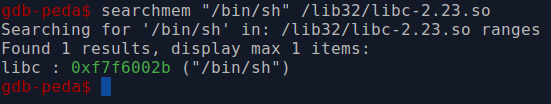 gdb-peda$ searchmem "/bin/sh" /lib32/libc-2.23.so
Searching for '/bin/sh' in: /lib32/libc-2.23.so ranges
Found 1 results, display max 1 items:
libc : 0xf7f6002b ("/bin/sh")
gdb-peda$